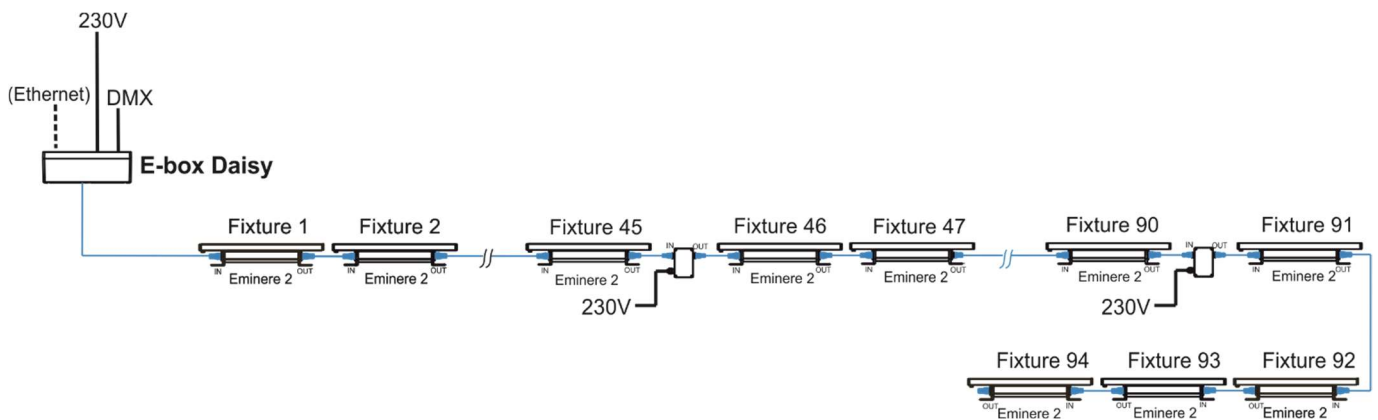 230V
(Ethernet)
DMX
E-box Daisy
Fixture 1
Fixture 2
Fixture 45
Fixture 46
Fixture 47
Fixture 90
Fixture 91
IN
OUT
IN
OUT
IN
OUT
IN
OUT
IN
OUT
IN
OUT
IN
OUT
IN
OUT
IN
OUT
Eminere 2
Eminere 2
Eminere 2
Eminere 2
Eminere 2
Eminere 2
Eminere 2
230V
230V
Fixture 94
Fixture 93
Fixture 92
OUT
IN
OUT
IN
OUT
IN
Eminere 2
Eminere 2
Eminere 2